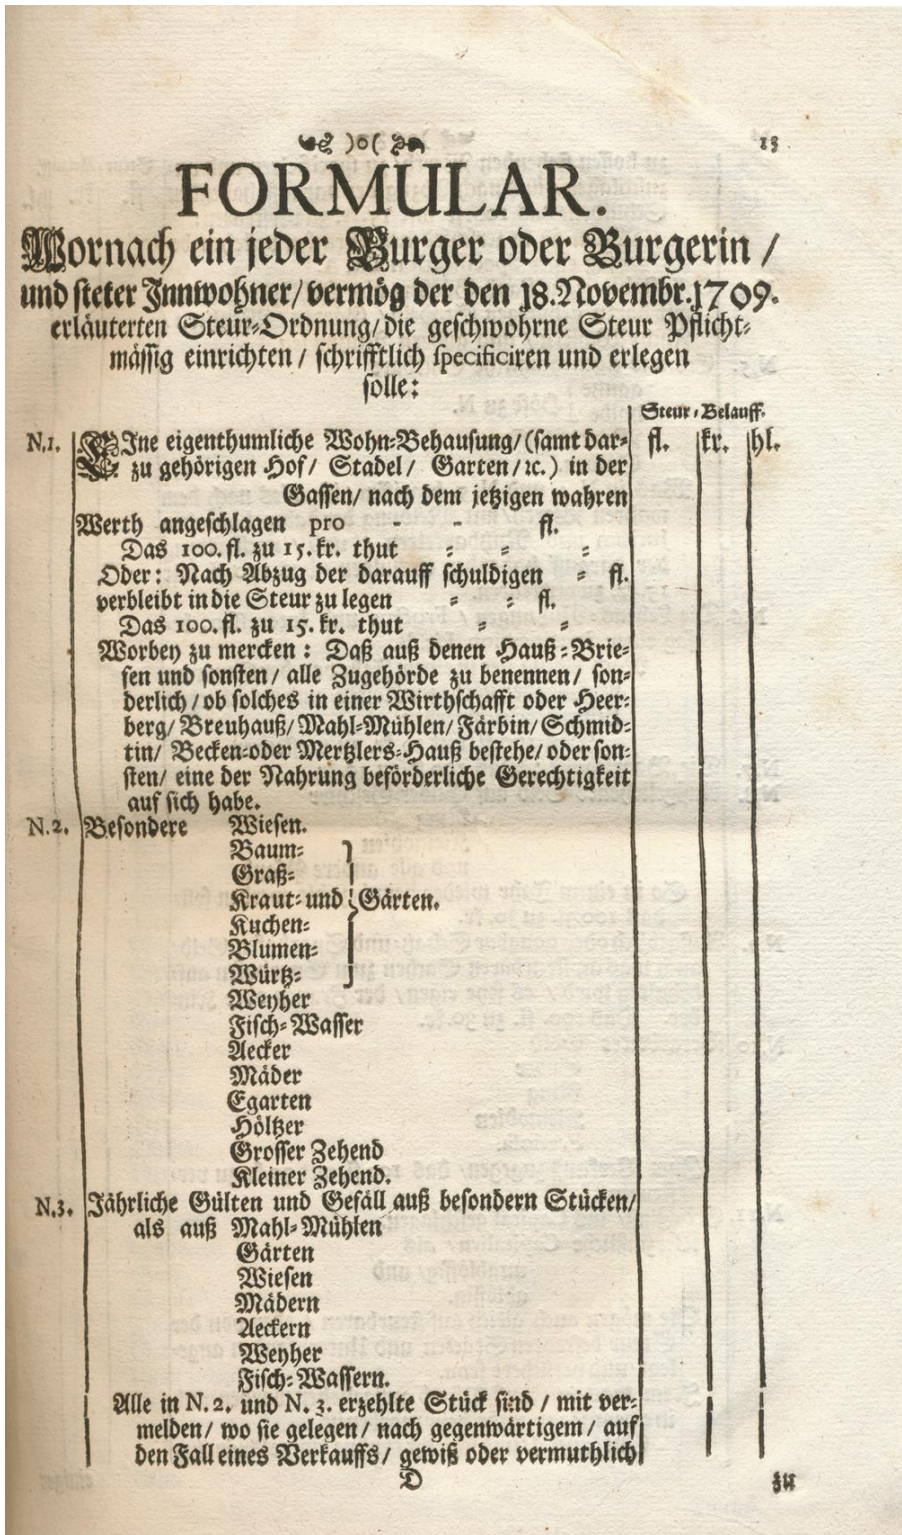 )o( 13
FORMULAR.
Wornach ein jeder Burger oder Burgerin /
und steter Innwohner/ vermög der den 18. Novembr. 1709.
erläuterten Steur-Ordnung/ die geschwohrne Steur Pflicht-
mässig einrichten / schrifftlich specificiren und erlegen
solle:
Steur-Belauff.
fl. kr. hl.
N.1. EIne eigenthumliche Wohn-Behausung/ (samt dar-
zu gehörigen Hof/ Stadel/ Garten/ ꝛc.) in der
Gassen/ nach dem jetzigen wahren
Werth angeschlagen pro - - fl.
Das 100. fl. zu 15. kr. thut - - -
Oder: Nach Abzug der darauff schuldigen - fl.
verbleibt in die Steur zu legen - - fl.
Das 100. fl. zu 15. kr. thut - -
Worbey zu mercken: Daß auß denen Hauß-Brie-
fen und sonsten/ alle Zugehörde zu benennen/ son-
derlich/ ob solches in einer Wirthschafft oder Heer-
berg/ Breuhauß/ Mahl-Mühlen/ Färbin/ Schmid-
tin/ Becken-oder Mertzlers-Hauß bestehe/ oder son-
sten/ eine der Nahrung beförderliche Gerechtigkeit
auf sich habe.
N.2. Besondere Wiesen.
Baum-
Graß-
Kraut-und Gärten.
Kuchen-
Blumen-
Würtz-
Weyher
Fisch-Wasser
Aecker
Mäder
Egarten
Höltzer
Grosser Zehend
Kleiner Zehend.
N.3. Jährliche Gülten und Gefäll auß besondern Stücken/
als auß Mahl-Mühlen
Gärten
Wiesen
Mädern
Aeckern
Weyher
Fisch-Wassern.
Alle in N. 2. und N. 3. erzehlte Stück sind / mit ver-
melden/ wo sie gelegen/ nach gegenwärtigem/ auf
den Fall eines Verkauffs/ gewiß oder vermuthlich
D zu